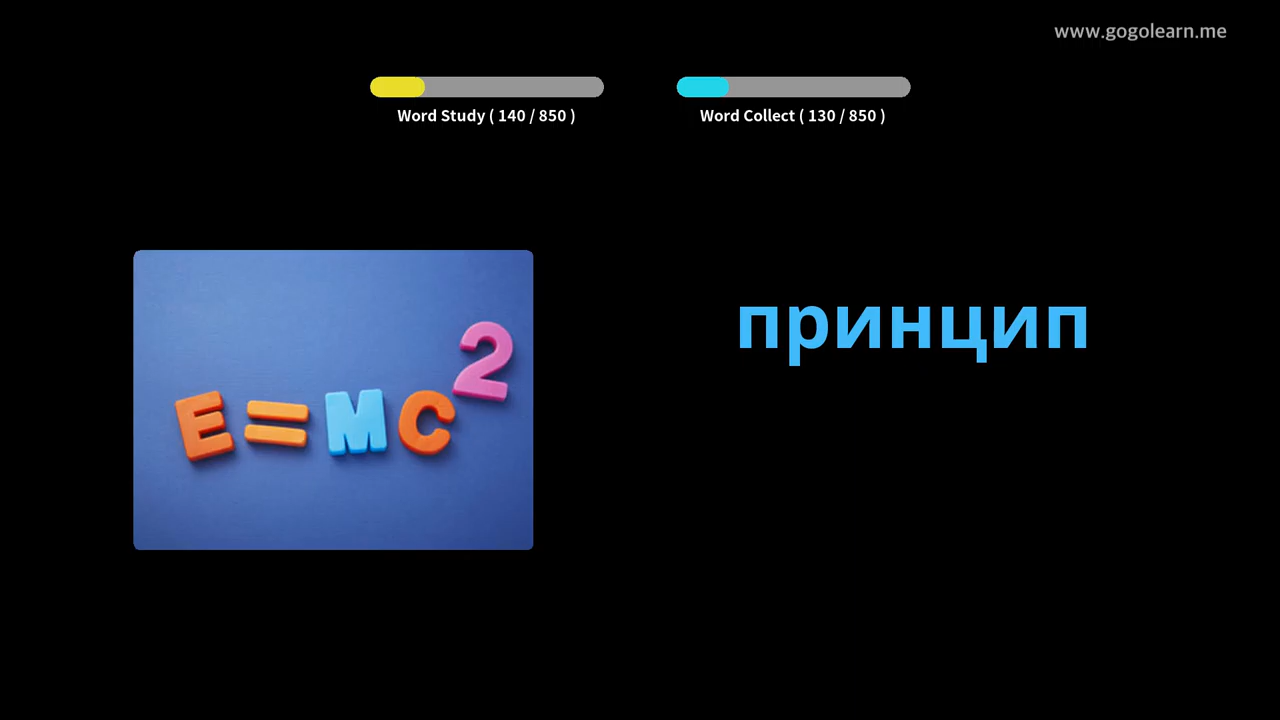 www.gogolearn.me
Word Study ( 140 / 850 )
Word Collect ( 130 / 850 )
E=MC²
принцип